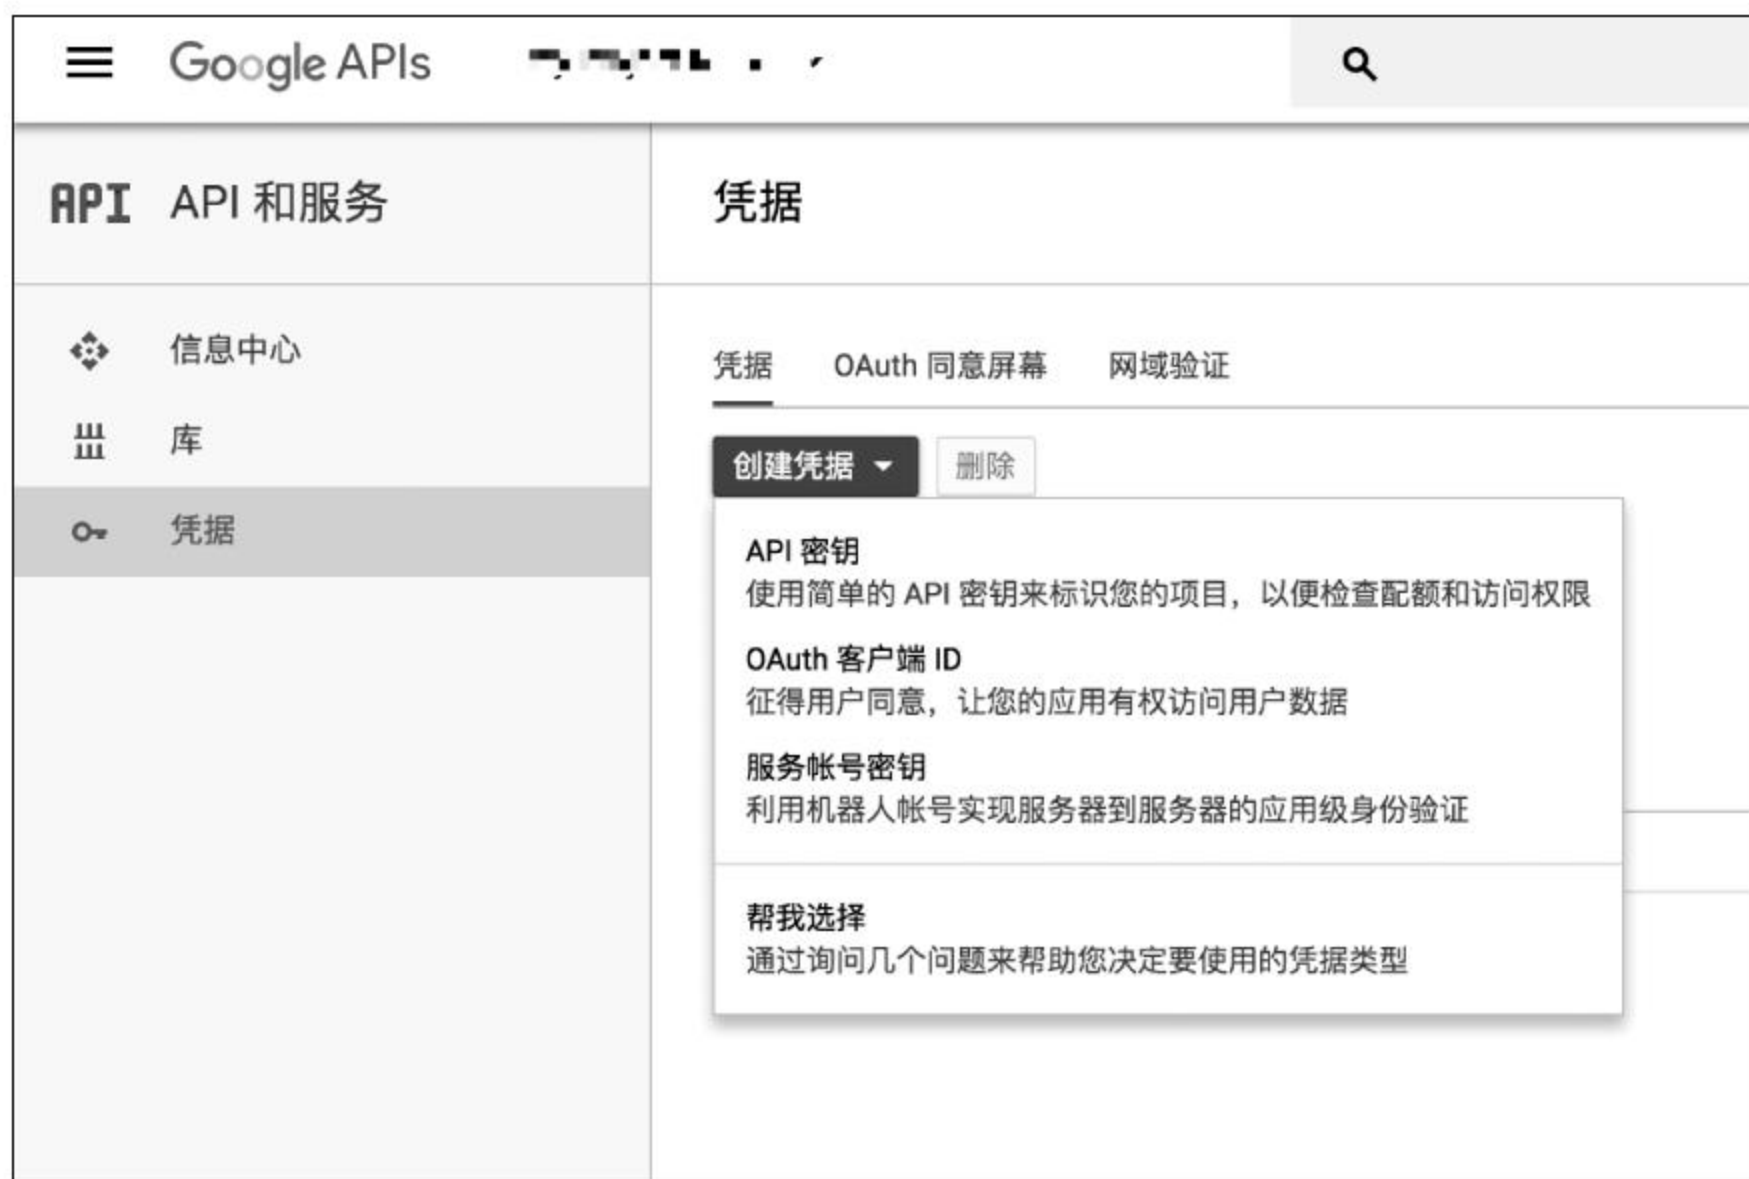 Google APIs
API API 和服务
信息中心
库
凭据
凭据
凭据 OAuth 同意屏幕 网域验证
创建凭据 删除
API 密钥
使用简单的 API 密钥来标识您的项目，以便检查配额和访问权限
OAuth 客户端 ID
征得用户同意，让您的应用有权访问用户数据
服务帐号密钥
利用机器人帐号实现服务器到服务器的应用级身份验证
帮我选择
通过询问几个问题来帮助您决定要使用的凭据类型